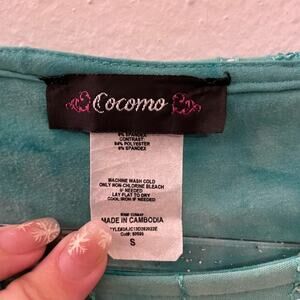 Cocomo
SPANDEX
CONTRAST:
94% POLYESTER
6% SPANDEX
MACHINE WASH COLD
ONLY NON-CHLORINE BLEACH
IF NEEDED
LAY FLAT TO DRY
COOL IRON IF NEEDED
MADE IN CAMBODIA
S